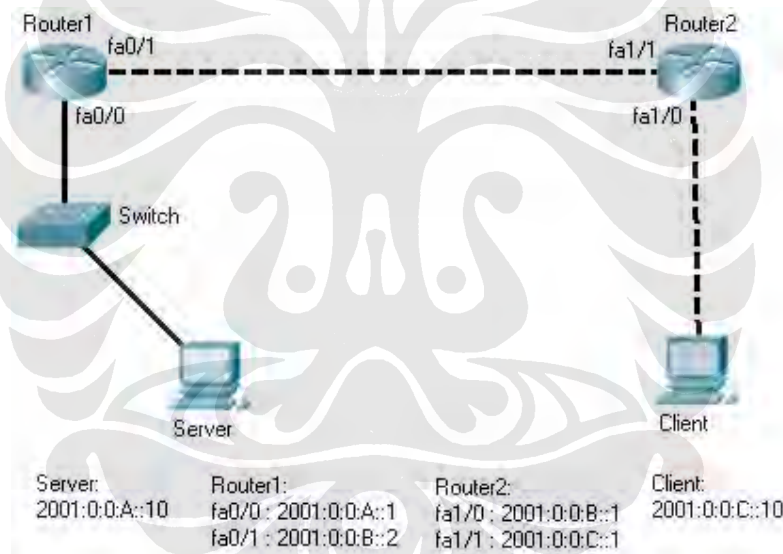 Router1
Router2
fa0/1
fa1/1
fa0/0
fa1/0
Switch
Server
Client
Server:
2001:0:0:A::10
Router1:
fa0/0 : 2001:0:0:A::1
fa0/1 : 2001:0:0:B::2
Router2:
fa1/0 : 2001:0:0:B::1
fa1/1 : 2001:0:0:C::1
Client:
2001:0:0:C::10